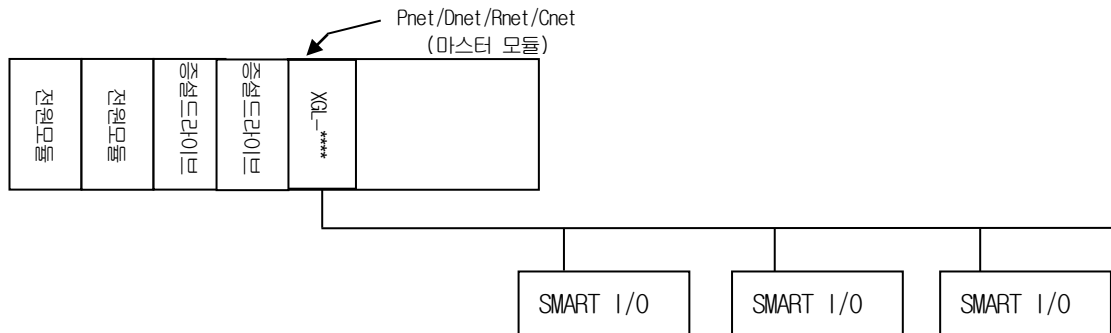 Pnet/Dnet/Rnet/Cnet
(마스터 모듈)
전원모듈
전원모듈
증설드라이브
증설드라이브
XGL_****
SMART I/O
SMART I/O
SMART I/O